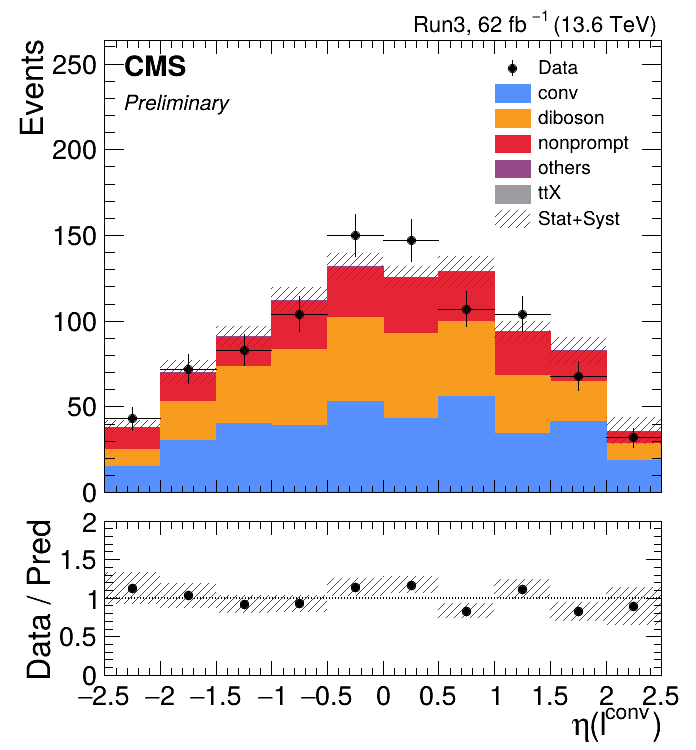 Run3, 62 fb⁻¹ (13.6 TeV)
CMS
Preliminary
Events
250
200
150
100
50
0
Data
conv
diboson
nonprompt
others
ttX
Stat+Syst
Data / Pred
2
1.5
1
0.5
0
−2.5 −2 −1.5 −1 −0.5 0 0.5 1 1.5 2 2.5
η(l^conv)